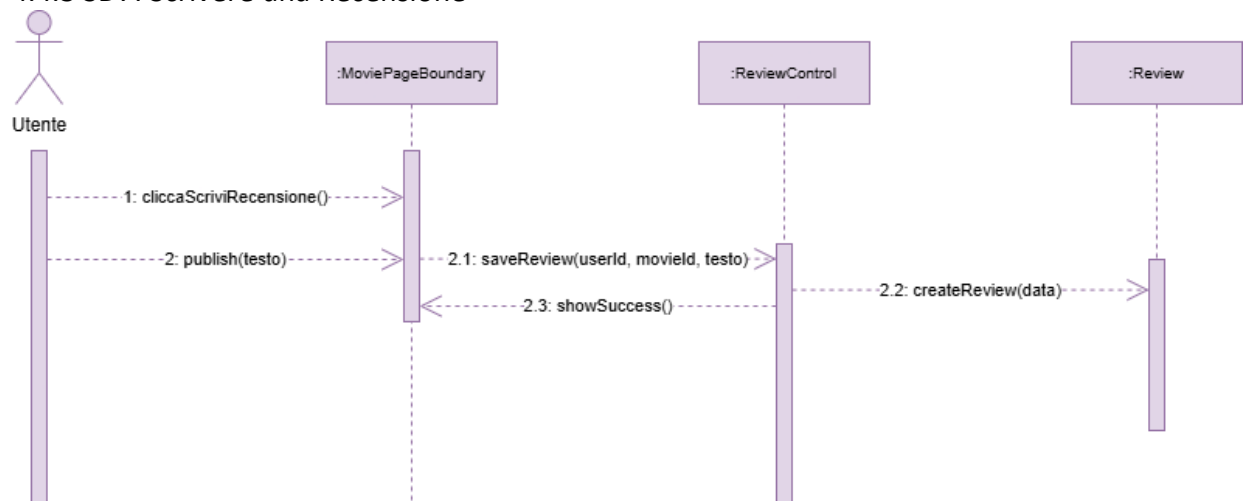 :MoviePageBoundary
:ReviewControl
:Review
Utente
1: cliccaScriviRecensione()
2: publish(testo)
2.1: saveReview(userId, movieId, testo)
2.2: createReview(data)
2.3: showSuccess()